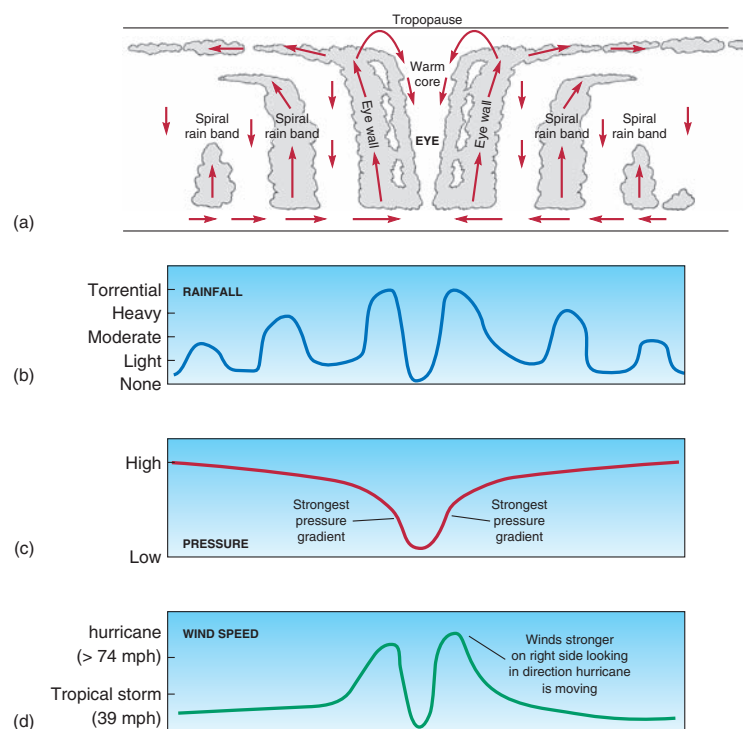 Tropopause
Warm
core
Eye wall
EYE
Eye wall
Spiral
rain band
Spiral
rain band
Spiral
rain band
Spiral
rain band
(a)
Torrential
Heavy
Moderate
Light
None
RAINFALL
(b)
High
Low
Strongest
pressure
gradient
Strongest
pressure
gradient
PRESSURE
(c)
hurricane
(> 74 mph)
Tropical storm
(39 mph)
WIND SPEED
Winds stronger
on right side looking
in direction hurricane
is moving
(d)